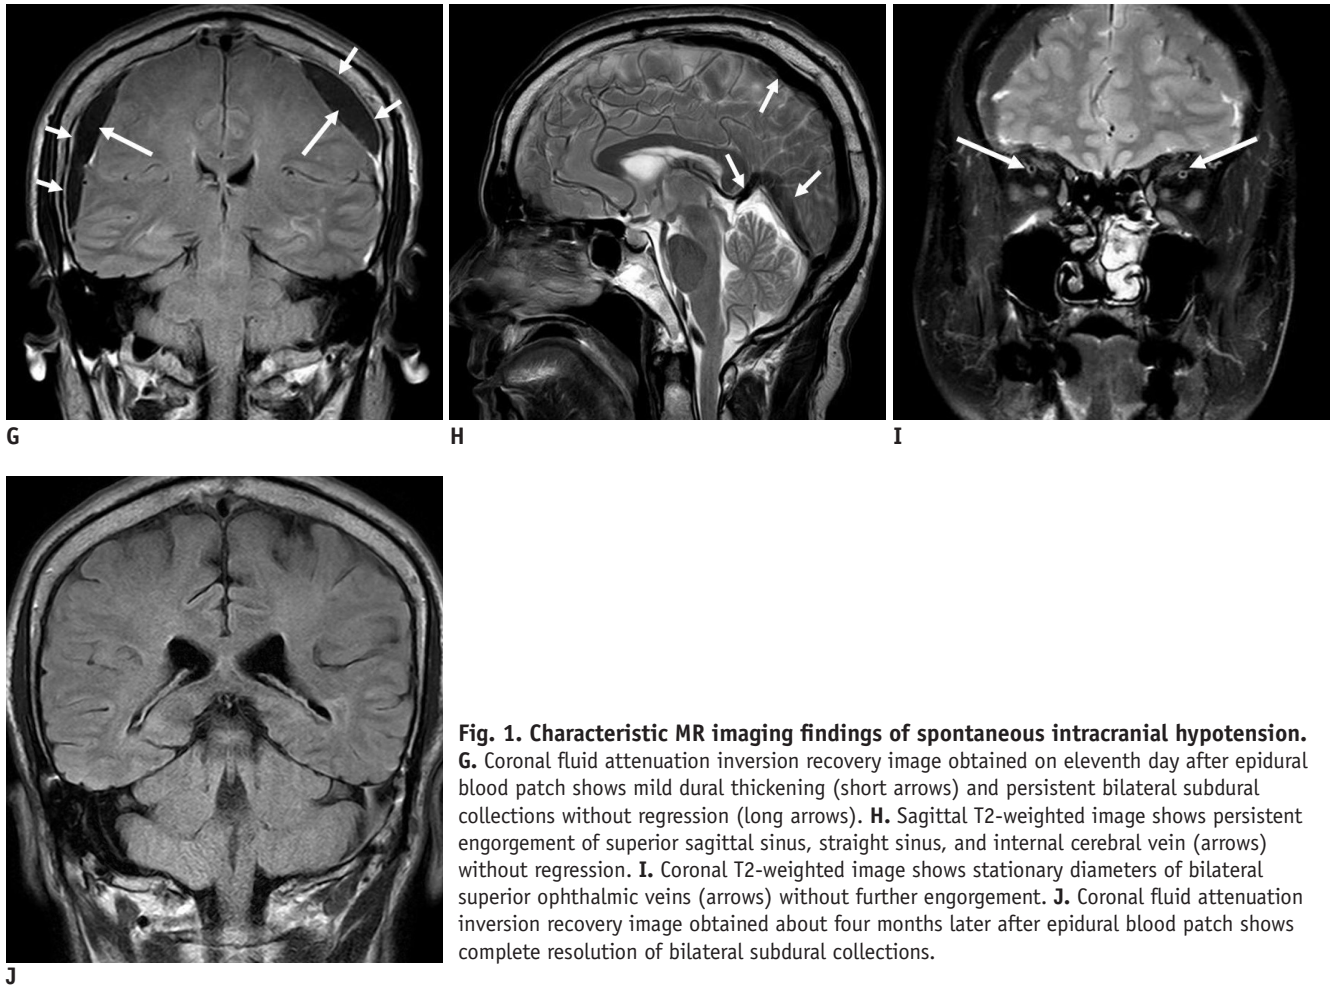 G
H
I
J
Fig. 1. Characteristic MR imaging findings of spontaneous intracranial hypotension.
G. Coronal fluid attenuation inversion recovery image obtained on eleventh day after epidural
blood patch shows mild dural thickening (short arrows) and persistent bilateral subdural
collections without regression (long arrows). H. Sagittal T2-weighted image shows persistent
engorgement of superior sagittal sinus, straight sinus, and internal cerebral vein (arrows)
without regression. I. Coronal T2-weighted image shows stationary diameters of bilateral
superior ophthalmic veins (arrows) without further engorgement. J. Coronal fluid attenuation
inversion recovery image obtained about four months later after epidural blood patch shows
complete resolution of bilateral subdural collections.